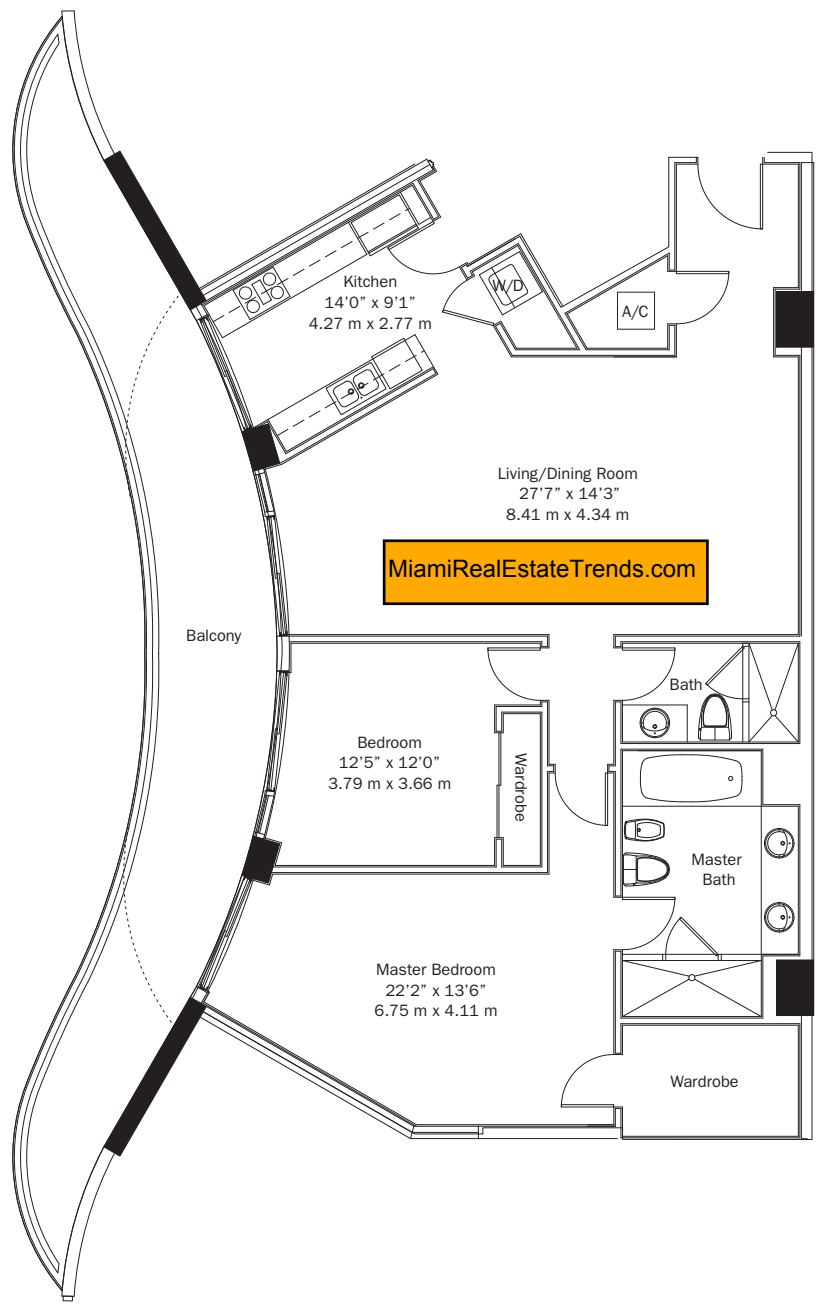 Kitchen
14’0” x 9’1”
4.27 m x 2.77 m
W/D
A/C
Living/Dining Room
27’7” x 14’3”
8.41 m x 4.34 m
MiamiRealEstateTrends.com
Balcony
Bath
Bedroom
12’5” x 12’0”
3.79 m x 3.66 m
Wardrobe
Master
Bath
Master Bedroom
22’2” x 13’6”
6.75 m x 4.11 m
Wardrobe